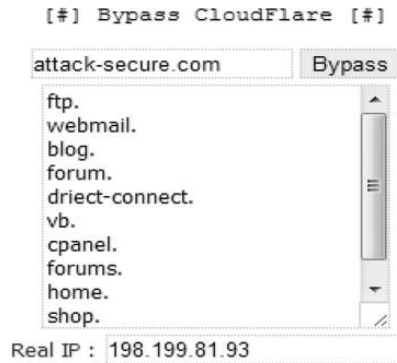 [#] Bypass CloudFlare [#]
attack-secure.com Bypass
ftp.
webmail.
blog.
forum.
driect-connect.
vb.
cpanel.
forums.
home.
shop.
Real IP : 198.199.81.93